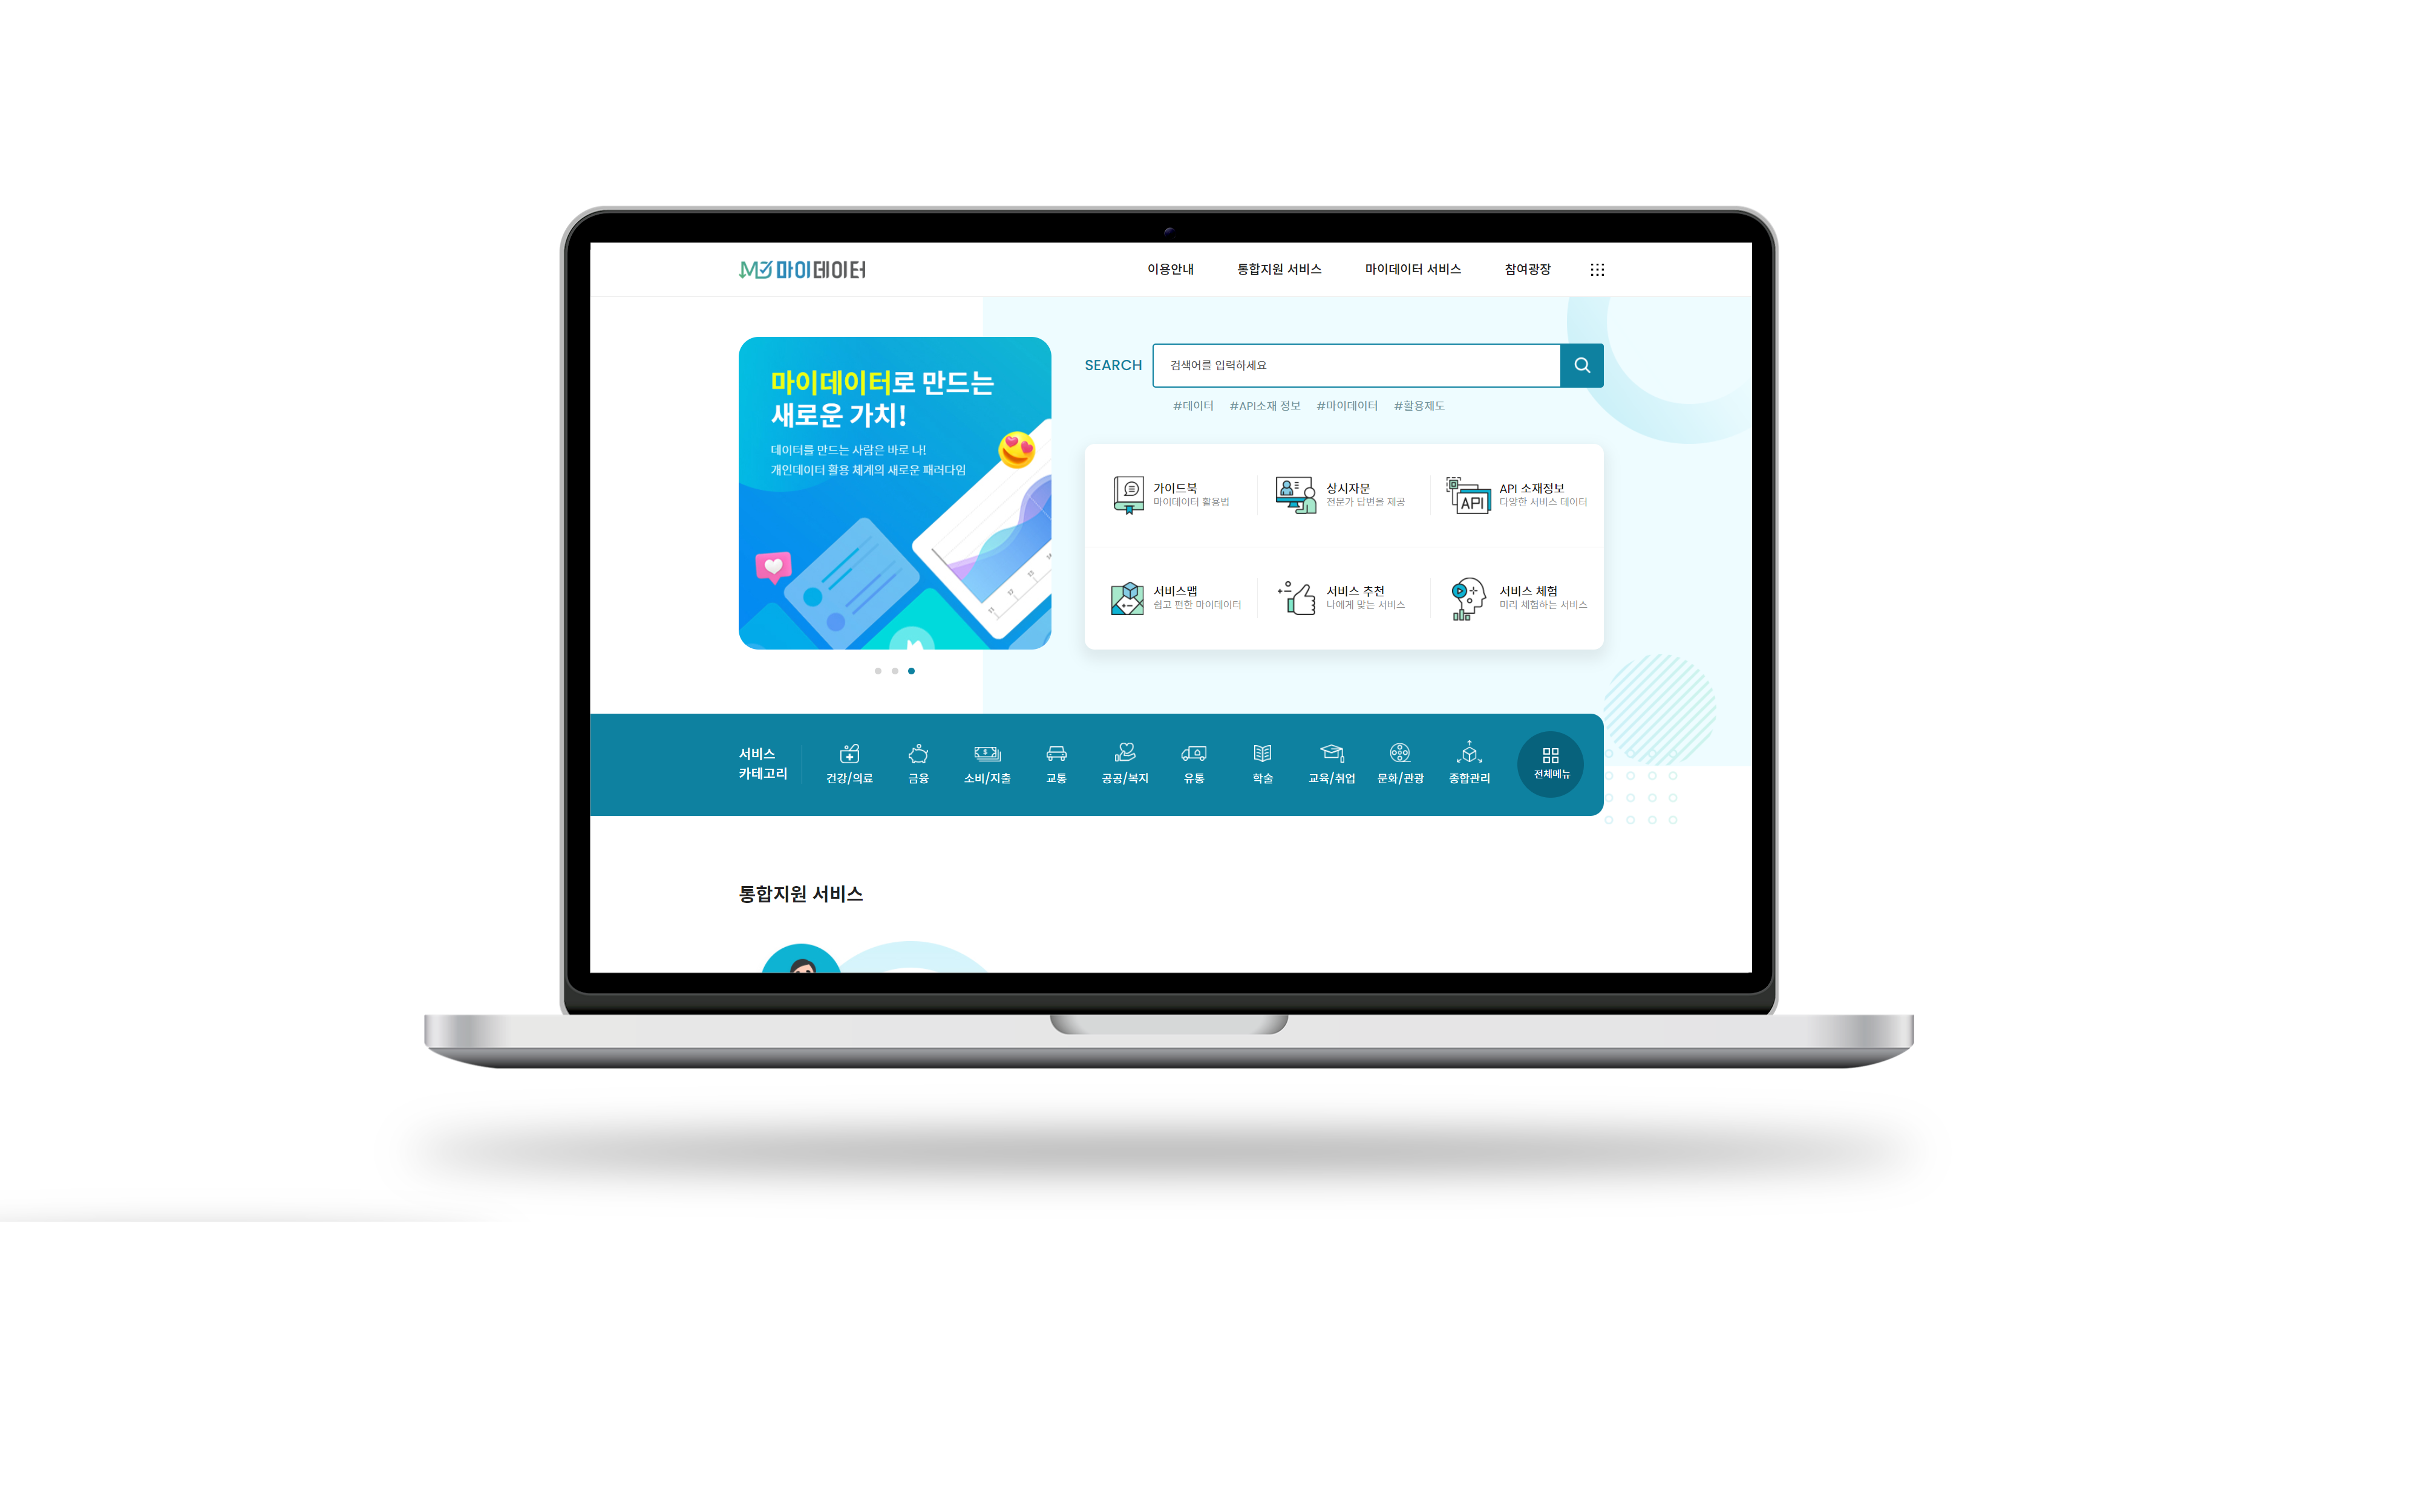 마이데이터
이용안내
통합지원 서비스
마이데이터 서비스
참여광장
마이데이터로 만드는
새로운 가치!
데이터를 만드는 사람은 바로 나!
개인데이터 활용 체계의 새로운 패러다임
SEARCH
검색어를 입력하세요
#데이터 #API소재 정보 #마이데이터 #활용제도
가이드북
마이데이터 활용법
상시자문
전문가 답변을 제공
API
API 소재정보
다양한 서비스 데이터
서비스맵
쉽고 편한 마이데이터
서비스 추천
나에게 맞는 서비스
서비스 체험
미리 체험하는 서비스
서비스
카테고리
건강/의료
금융
소비/지출
교통
공공/복지
유통
학술
교육/취업
문화/관광
종합관리
전체메뉴
통합지원 서비스